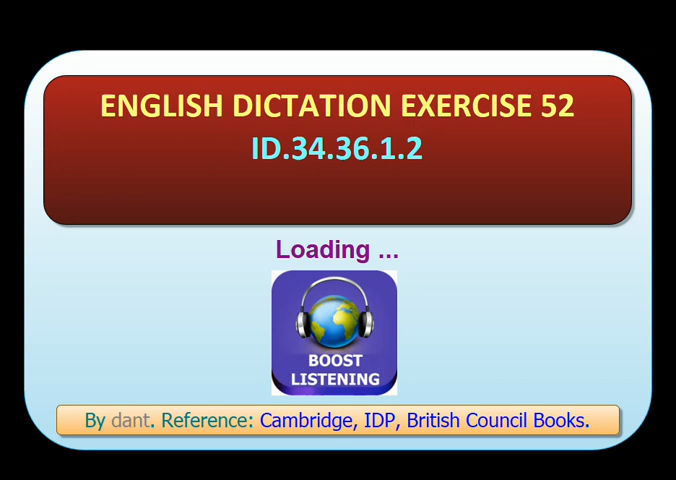 ENGLISH DICTATION EXERCISE 52
ID.34.36.1.2
Loading ...
BOOST
LISTENING
By dant. Reference: Cambridge, IDP, British Council Books.